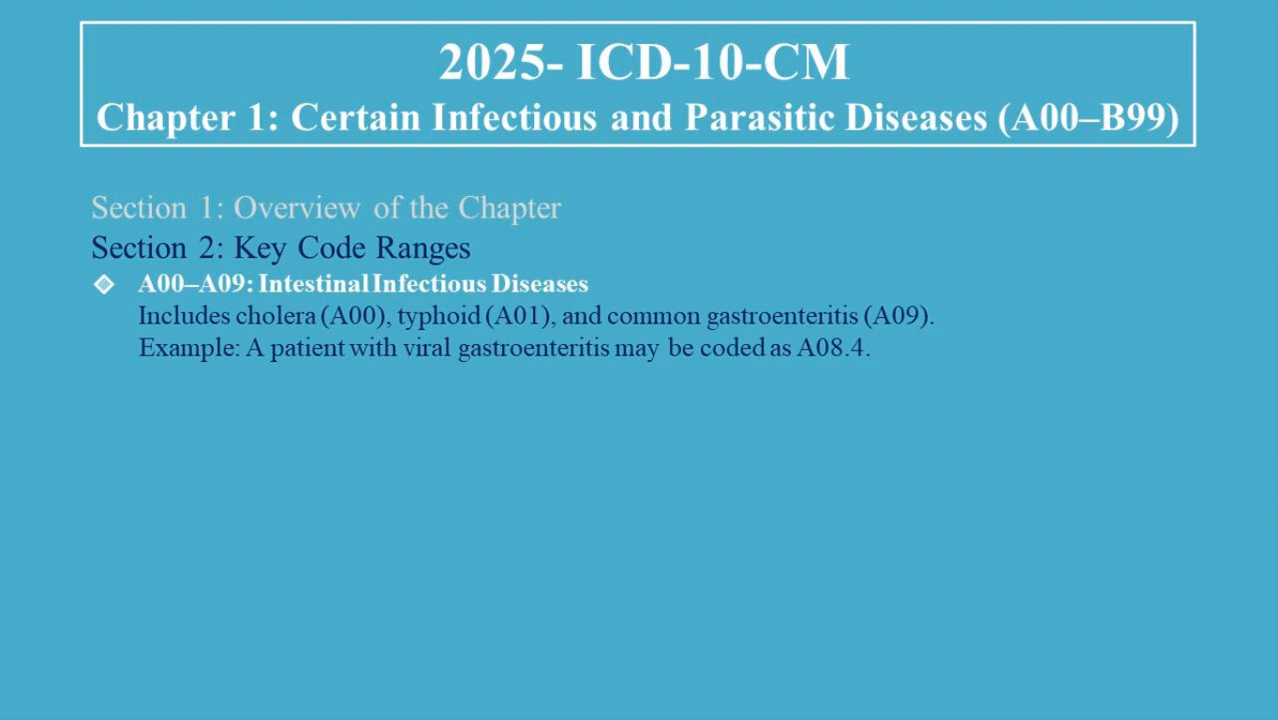 2025- ICD-10-CM
Chapter 1: Certain Infectious and Parasitic Diseases (A00–B99)
Section 1: Overview of the Chapter
Section 2: Key Code Ranges
A00–A09: Intestinal Infectious Diseases
Includes cholera (A00), typhoid (A01), and common gastroenteritis (A09).
Example: A patient with viral gastroenteritis may be coded as A08.4.